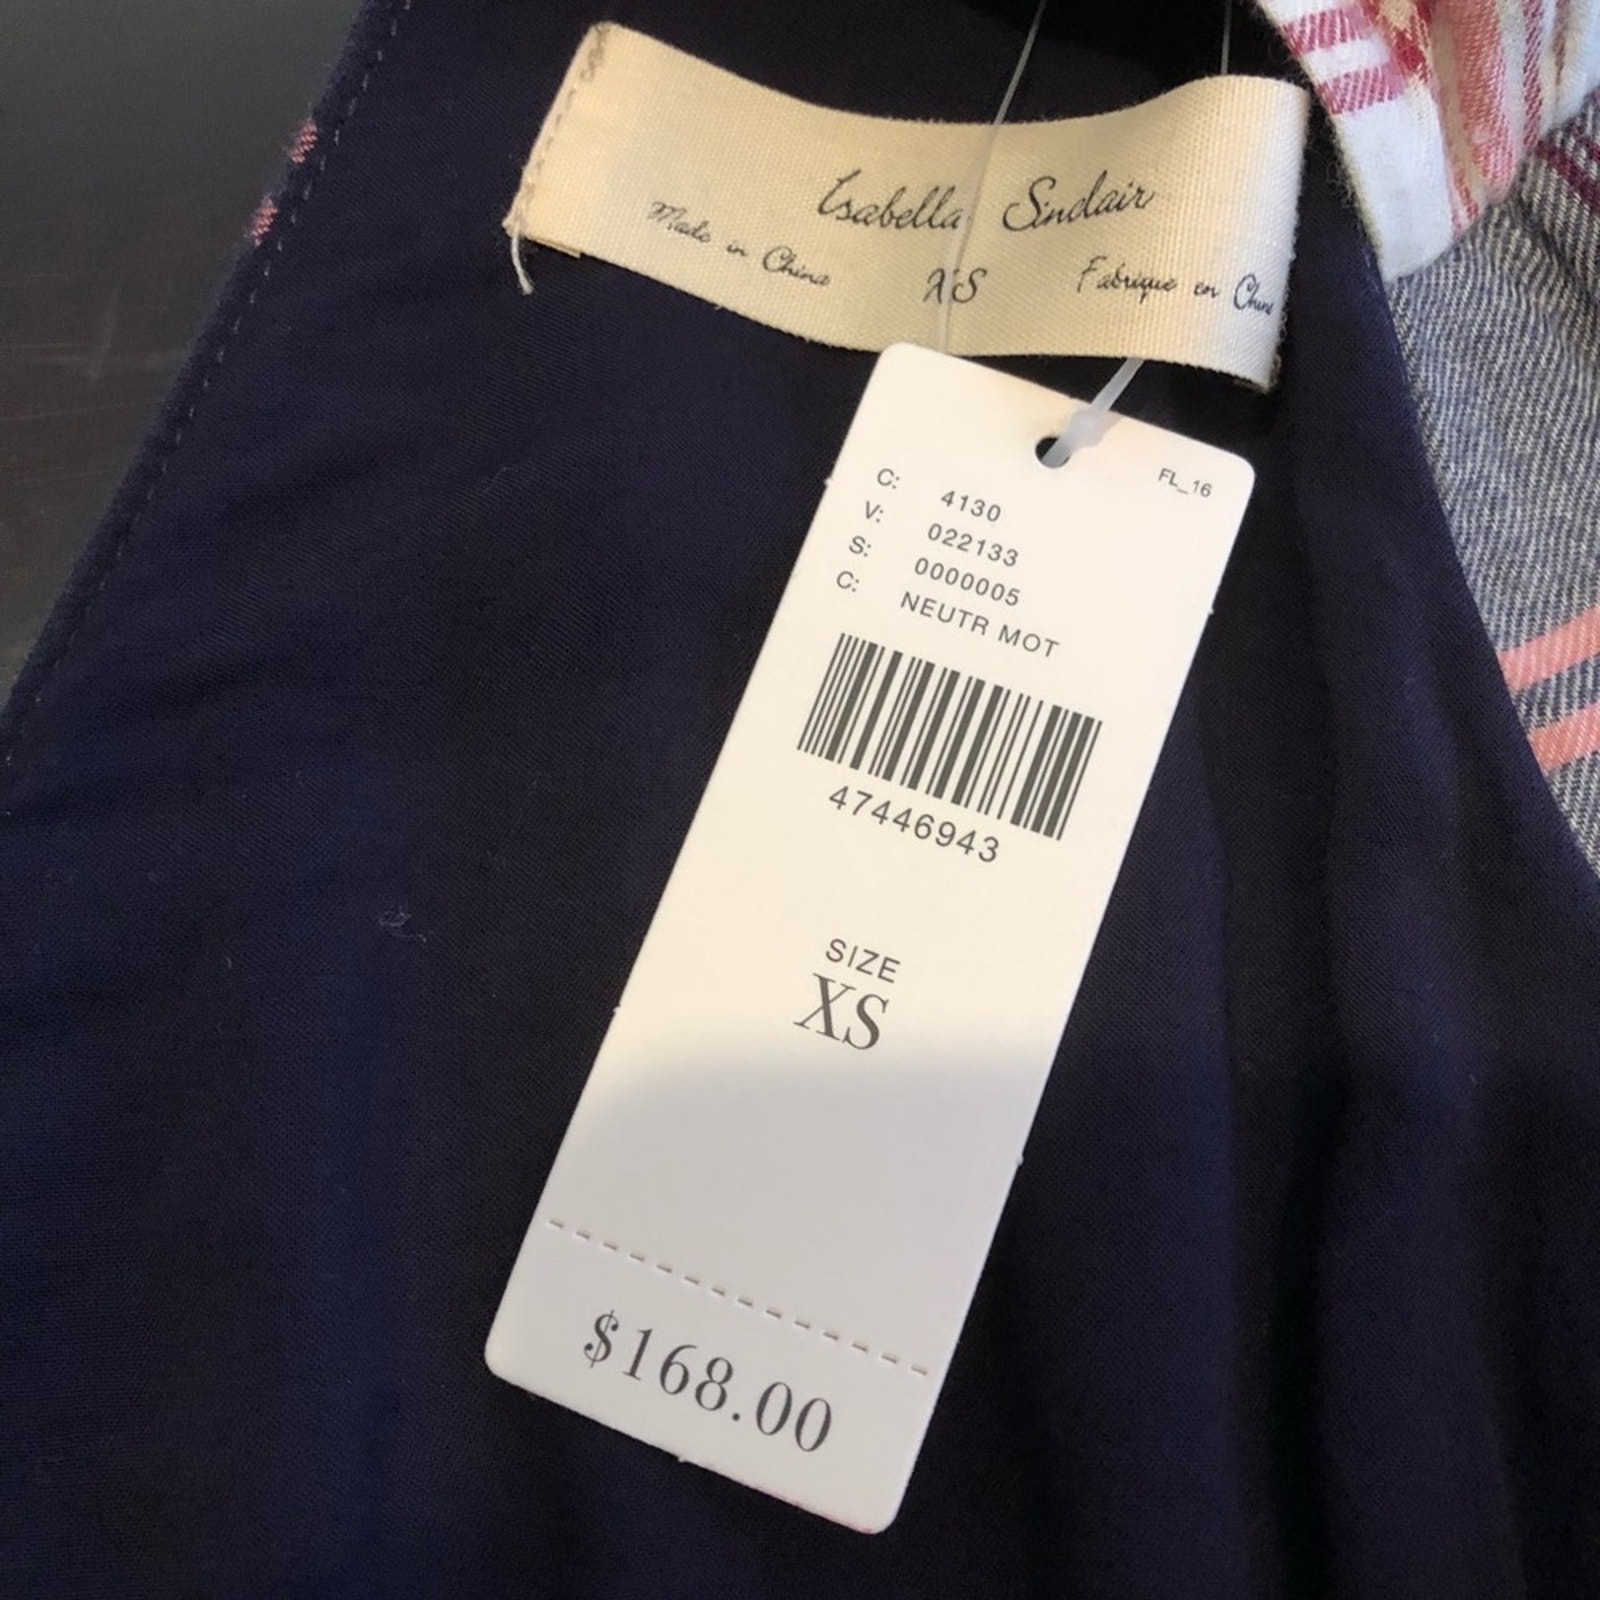 Isabella Sinclair
Made in China XS Fabrique en Chine
FL_16
C: 4130
V: 022133
S: 0000005
C: NEUTR MOT
47446943
SIZE
XS
$168.00